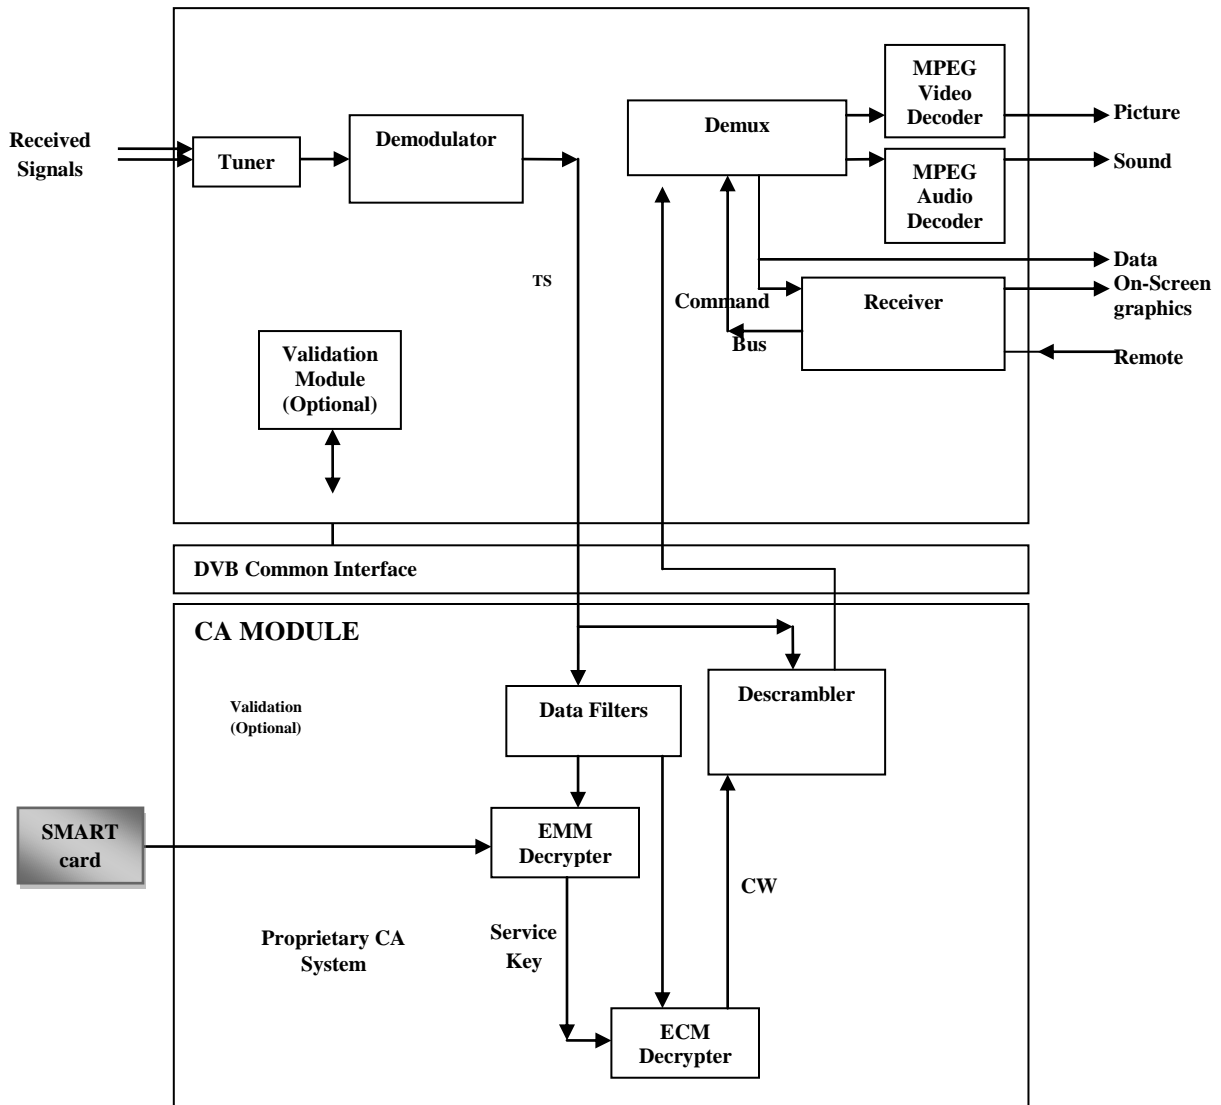 MPEG
Video
Decoder
Picture
Demux
Demodulator
Received
Signals
Tuner
Sound
MPEG
Audio
Decoder
Data
TS
On-Screen
graphics
Command
Receiver
Bus
Remote
Validation
Module
(Optional)
DVB Common Interface
CA MODULE
Validation
(Optional)
Data Filters
Descrambler
SMART
card
EMM
Decrypter
CW
Proprietary CA
System
Service
Key
ECM
Decrypter